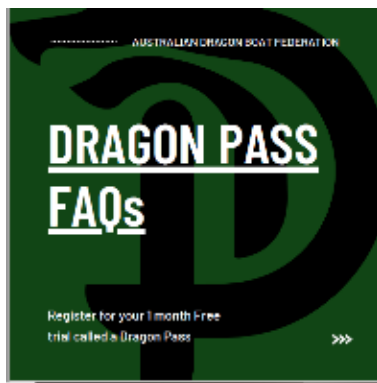 AUSTRALIAN DRAGON BOAT FEDERATION
DRAGON PASS
FAQs
Register for your 1 month Free
trial called a Dragon Pass
>>>